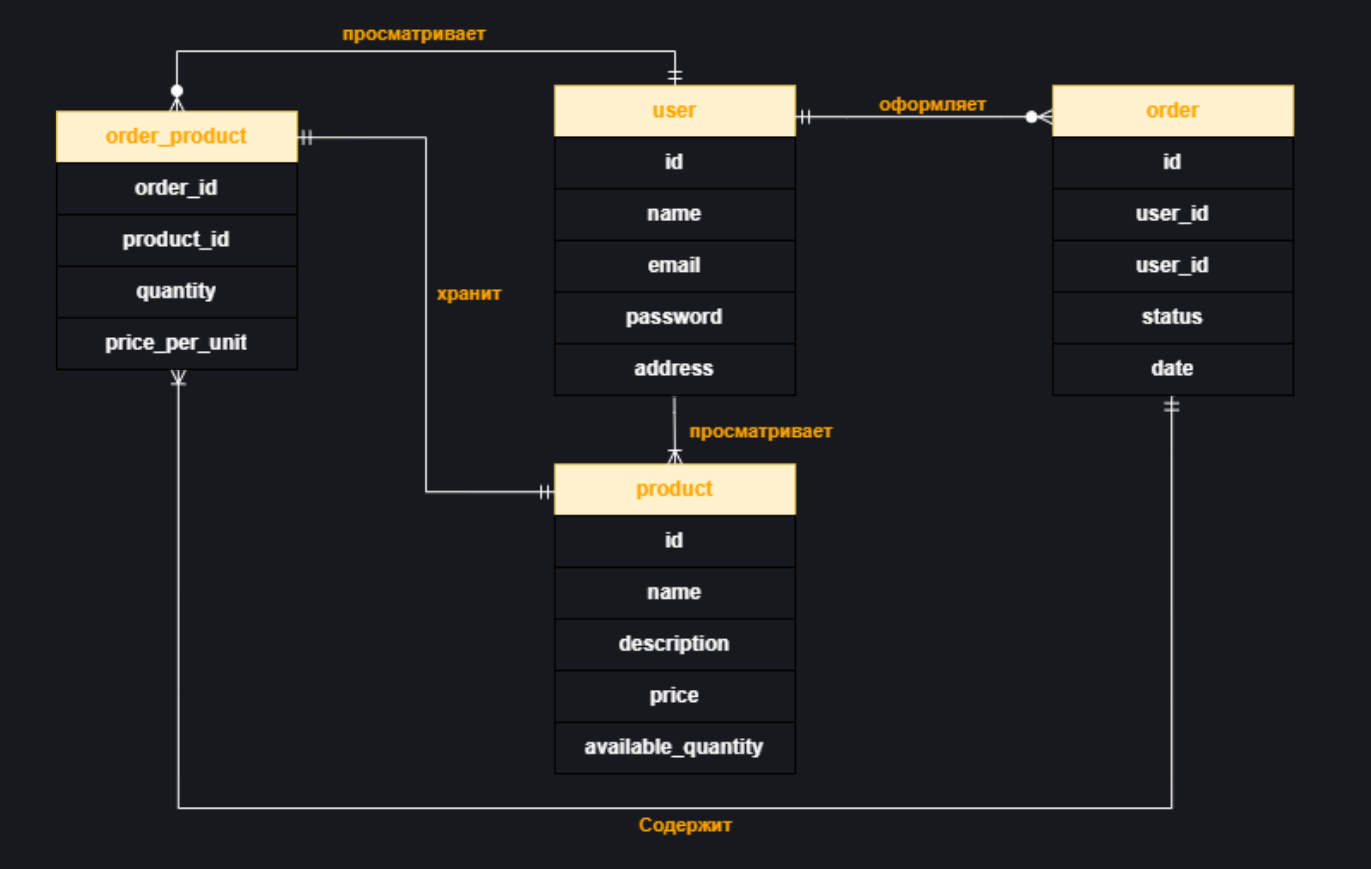 просматривает
order_product
order_id
product_id
quantity
price_per_unit
хранит
user
id
name
email
password
address
оформляет
order
id
user_id
user_id
status
date
просматривает
product
id
name
description
price
available_quantity
Содержит